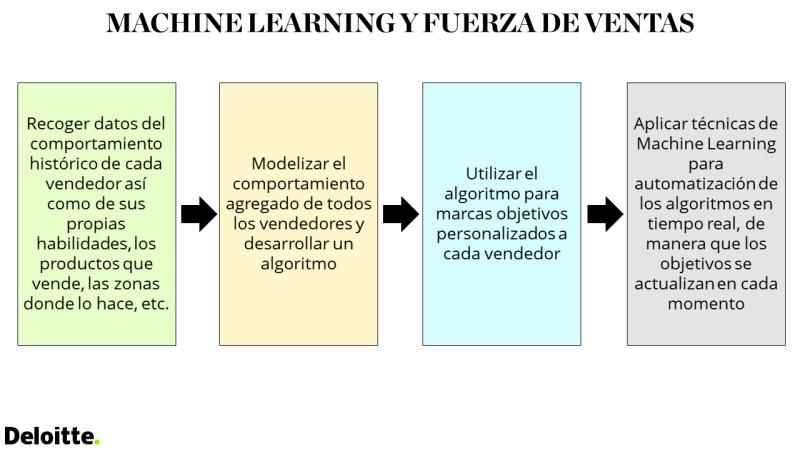 MACHINE LEARNING Y FUERZA DE VENTAS
Recoger datos del
comportamiento
histórico de cada
vendedor así
como de sus
propias
habilidades, los
productos que
vende, las zonas
donde lo hace, etc.
Modelizar el
comportamiento
agregado de todos
los vendedores y
desarrollar un
algoritmo
Utilizar el
algoritmo para
marcas objetivos
personalizados a
cada vendedor
Aplicar técnicas de
Machine Learning
para
automatización de
los algoritmos en
tiempo real, de
manera que los
objetivos se
actualizan en cada
momento
Deloitte.